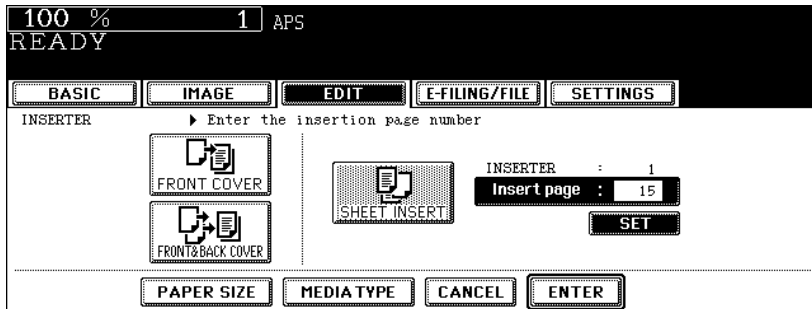 100 % 1 APS
READY
BASIC IMAGE EDIT E-FILING/FILE SETTINGS
INSERTER ▶ Enter the insertion page number
FRONT COVER
FRONT&BACK COVER
SHEET INSERT
INSERTER : 1
Insert page : 15
SET
PAPER SIZE MEDIA TYPE CANCEL ENTER